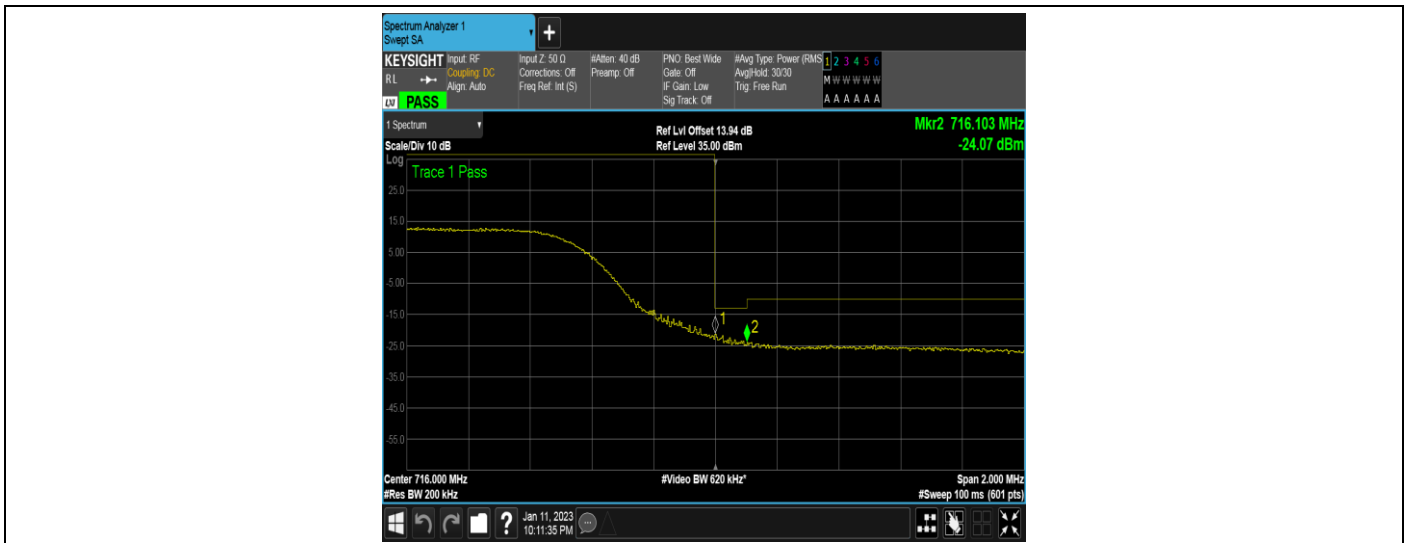 Spectrum Analyzer 1
Swept SA
+
KEYSIGHT
RL
LXI PASS
Input: RF
Coupling: DC
Align: Auto
Input Z: 50 Ω
Corrections: Off
Freq Ref: Int (S)
#Atten: 40 dB
Preamp: Off
PNO: Best Wide
Gate: Off
IF Gain: Low
Sig Track: Off
#Avg Type: Power (RMS
Avg|Hold: 30/30
Trig: Free Run
1 2 3 4 5 6
M W W W W W
A A A A A A
1 Spectrum
Scale/Div 10 dB
Ref Lvl Offset 13.94 dB
Ref Level 35.00 dBm
Mkr2 716.103 MHz
-24.07 dBm
Log
Trace 1 Pass
25.0
15.0
5.00
-5.00
-15.0
-25.0
-35.0
-45.0
-55.0
1
2
Center 716.000 MHz
#Res BW 200 kHz
#Video BW 620 kHz*
Span 2.000 MHz
#Sweep 100 ms (601 pts)
?
Jan 11, 2023
10:11:35 PM